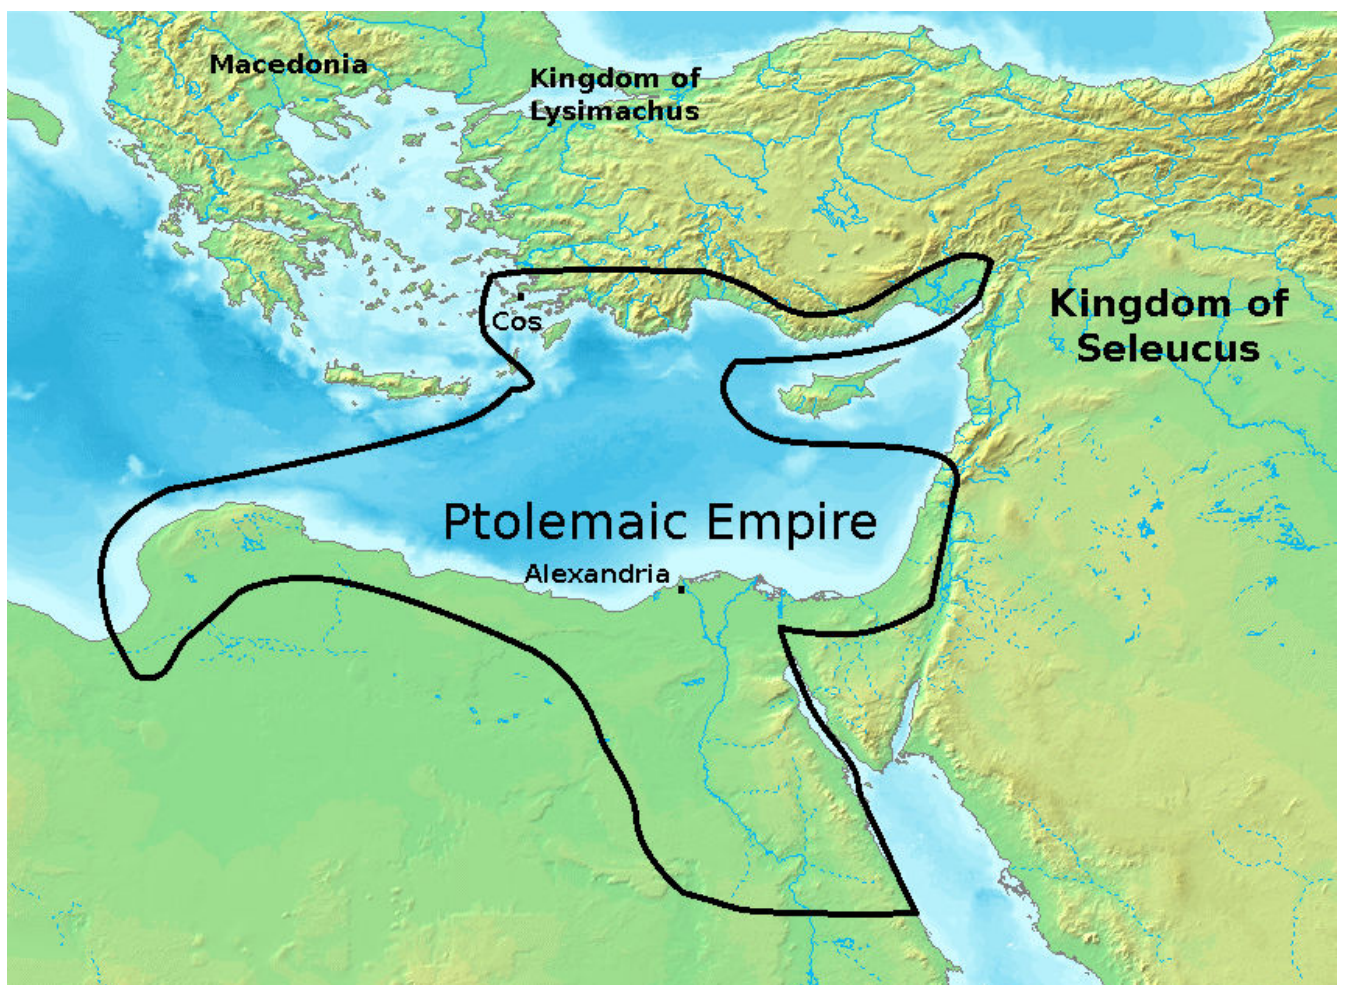 Macedonia
Kingdom of
Lysimachus
Kingdom of
Seleucus
Cos
Ptolemaic Empire
Alexandria